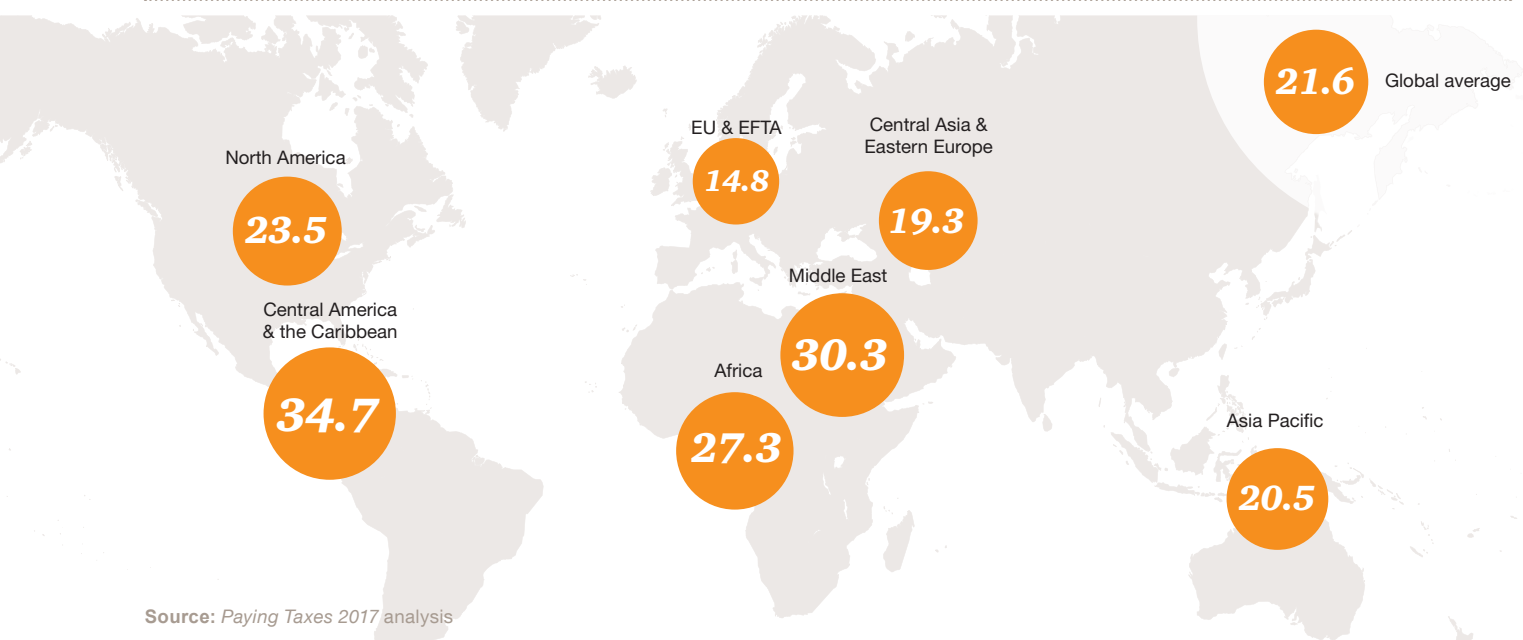 21.6
Global average
EU & EFTA
14.8
Central Asia &
Eastern Europe
19.3
North America
23.5
Middle East
30.3
Central America
& the Caribbean
34.7
Africa
27.3
Asia Pacific
20.5
Source: Paying Taxes 2017 analysis